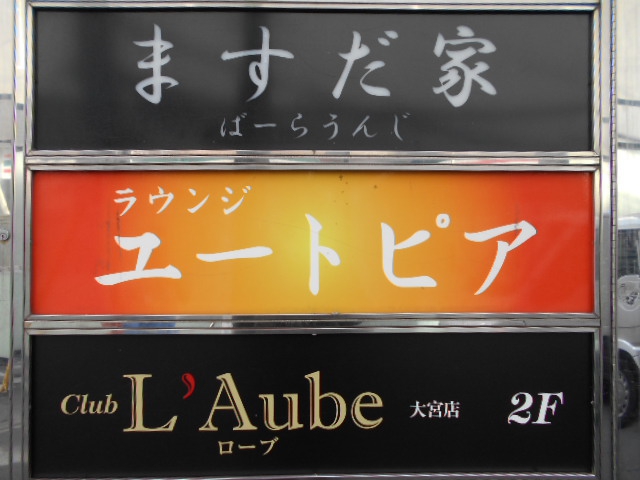 ますだ家
ばーらうんじ
ラウンジ
ユートピア
Club L'Aube 大宮店 2F
ローブ